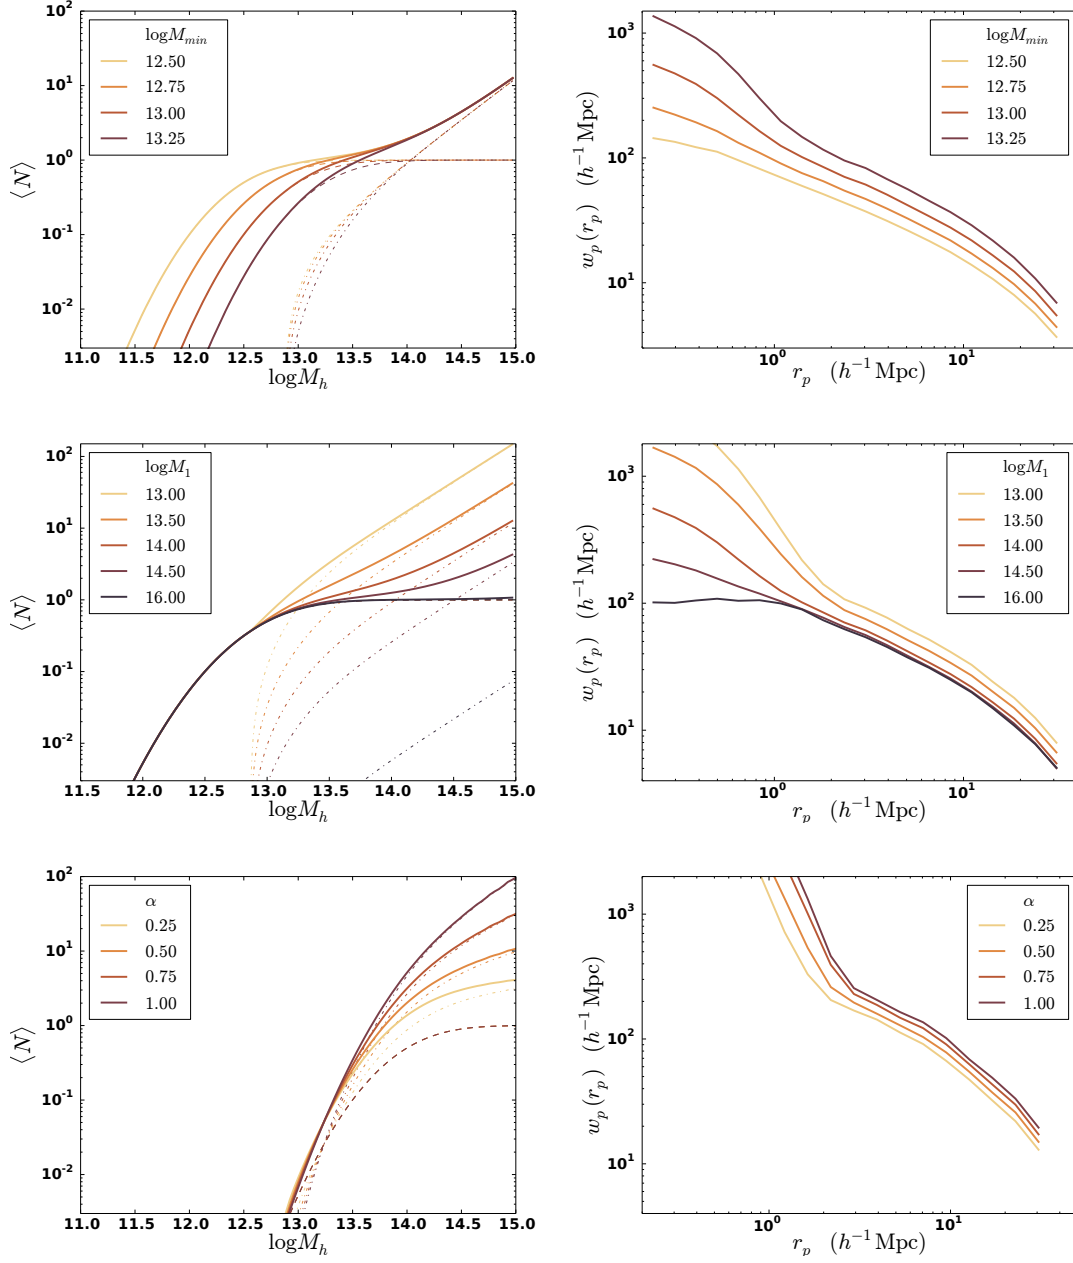 10^2
10^1
10^0
10^-1
10^-2
⟨N⟩
logM_min
12.50
12.75
13.00
13.25
11.0 11.5 12.0 12.5 13.0 13.5 14.0 14.5 15.0
logM_h
10^3
10^2
10^1
w_p(r_p) (h^-1 Mpc)
logM_min
12.50
12.75
13.00
13.25
10^0 10^1
r_p (h^-1 Mpc)
10^2
10^1
10^0
10^-1
10^-2
⟨N⟩
logM_1
13.00
13.50
14.00
14.50
16.00
11.5 12.0 12.5 13.0 13.5 14.0 14.5 15.0
logM_h
10^3
10^2
10^1
w_p(r_p) (h^-1 Mpc)
logM_1
13.00
13.50
14.00
14.50
16.00
10^0 10^1
r_p (h^-1 Mpc)
10^2
10^1
10^0
10^-1
10^-2
⟨N⟩
α
0.25
0.50
0.75
1.00
11.0 11.5 12.0 12.5 13.0 13.5 14.0 14.5 15.0
logM_h
10^3
10^2
10^1
w_p(r_p) (h^-1 Mpc)
α
0.25
0.50
0.75
1.00
10^0 10^1
r_p (h^-1 Mpc)